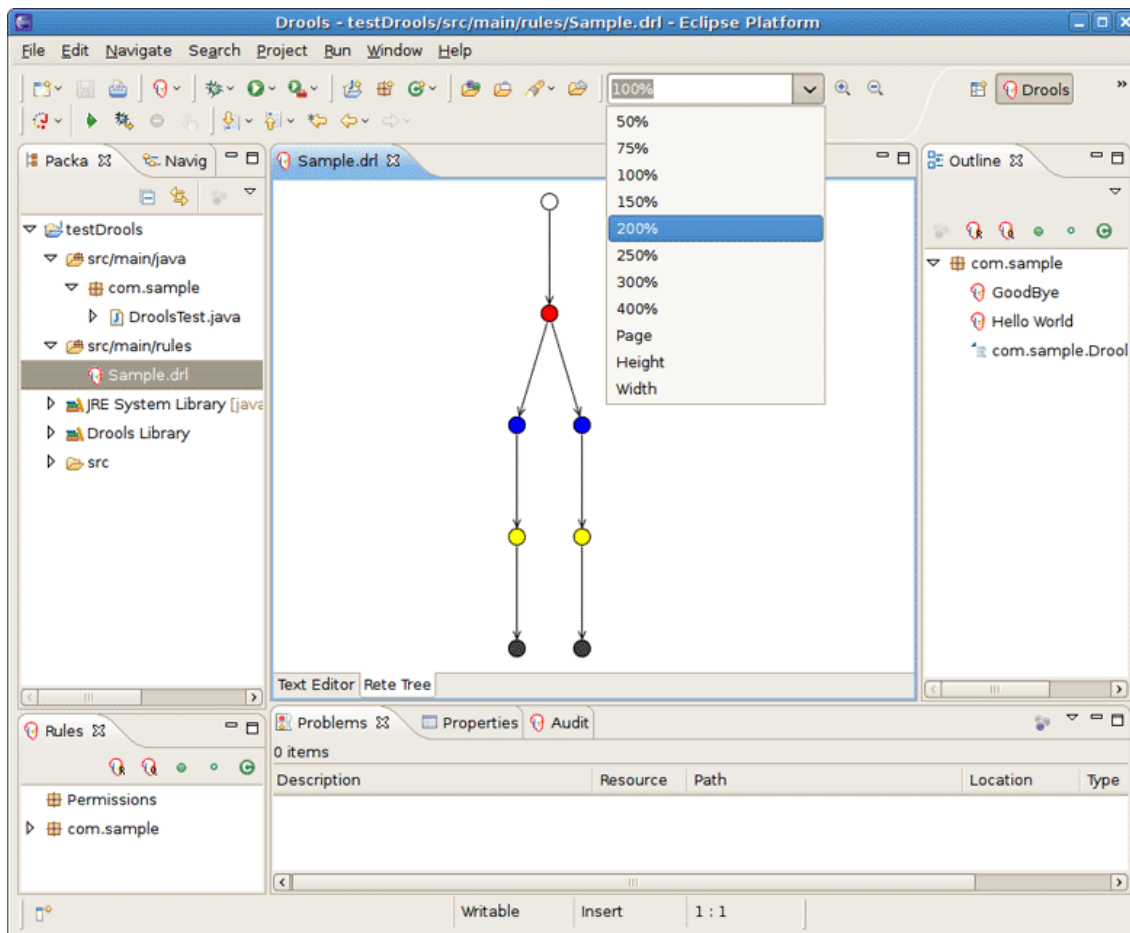 Drools - testDrools/src/main/rules/Sample.drl - Eclipse Platform
File Edit Navigate Search Project Run Window Help
100%
Drools
»
50%
75%
100%
150%
200%
250%
300%
400%
Page
Height
Width
Packa
Navig
testDrools
src/main/java
com.sample
DroolsTest.java
src/main/rules
Sample.drl
JRE System Library [java
Drools Library
src
Sample.drl
Text Editor
Rete Tree
Outline
com.sample
GoodBye
Hello World
com.sample.Drool
Rules
Permissions
com.sample
Problems
Properties
Audit
0 items
Description Resource Path Location Type
Writable Insert 1 : 1